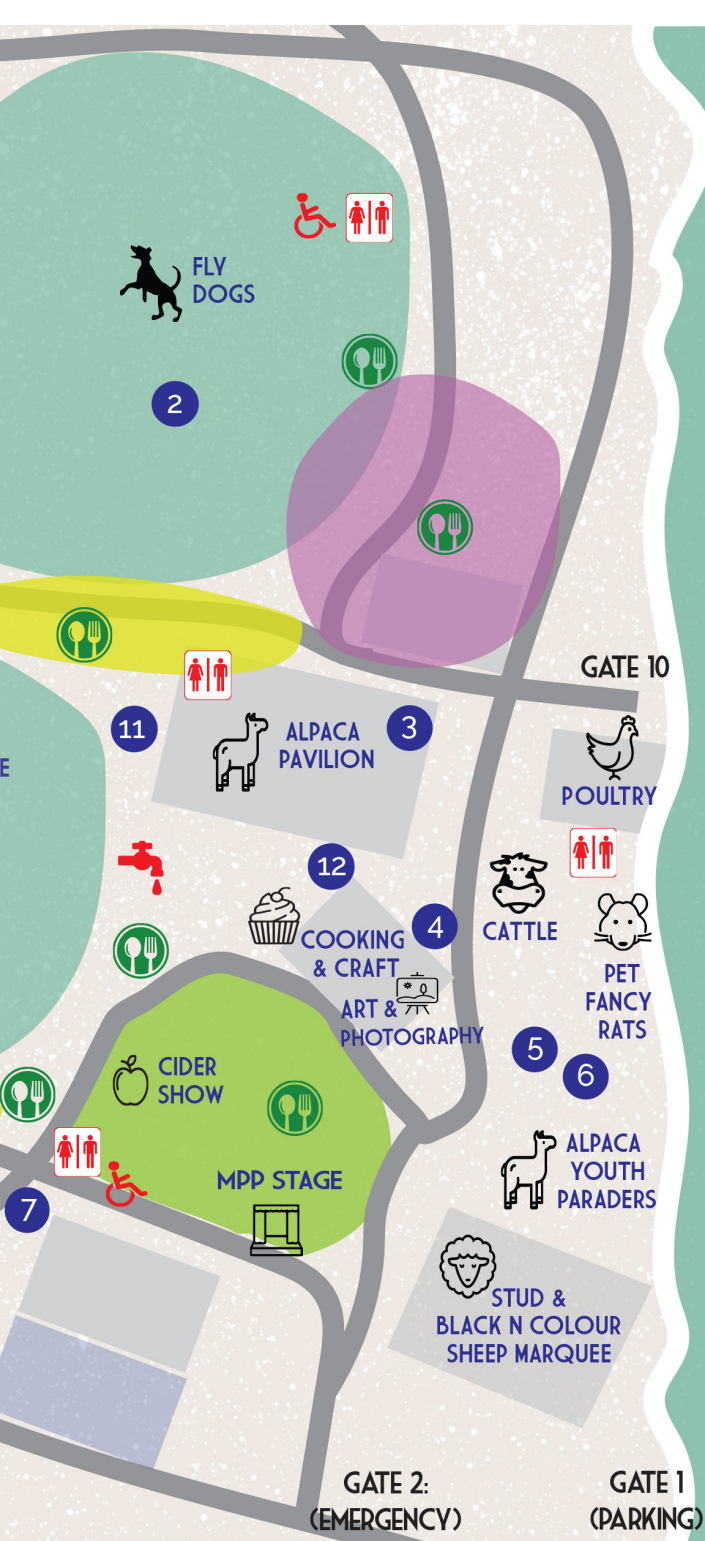 FLY
DOGS
2
GATE 10
11
ALPACA
PAVILION
3
E
POULTRY
12
4
COOKING
& CRAFT
CATTLE
ART &
PHOTOGRAPHY
PET
FANCY
RATS
5
6
CIDER
SHOW
MPP STAGE
ALPACA
YOUTH
PARADERS
7
STUD &
BLACK N COLOUR
SHEEP MARQUEE
GATE 2:
(EMERGENCY)
GATE 1
(PARKING)